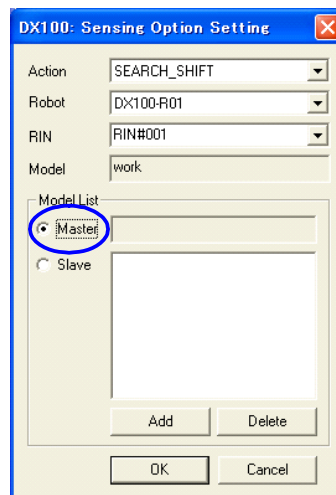 DX100: Sensing Option Setting
Action SEARCH_SHIFT
Robot DX100-R01
RIN RIN#001
Model work
Model List
Master
Slave
Add Delete
OK Cancel